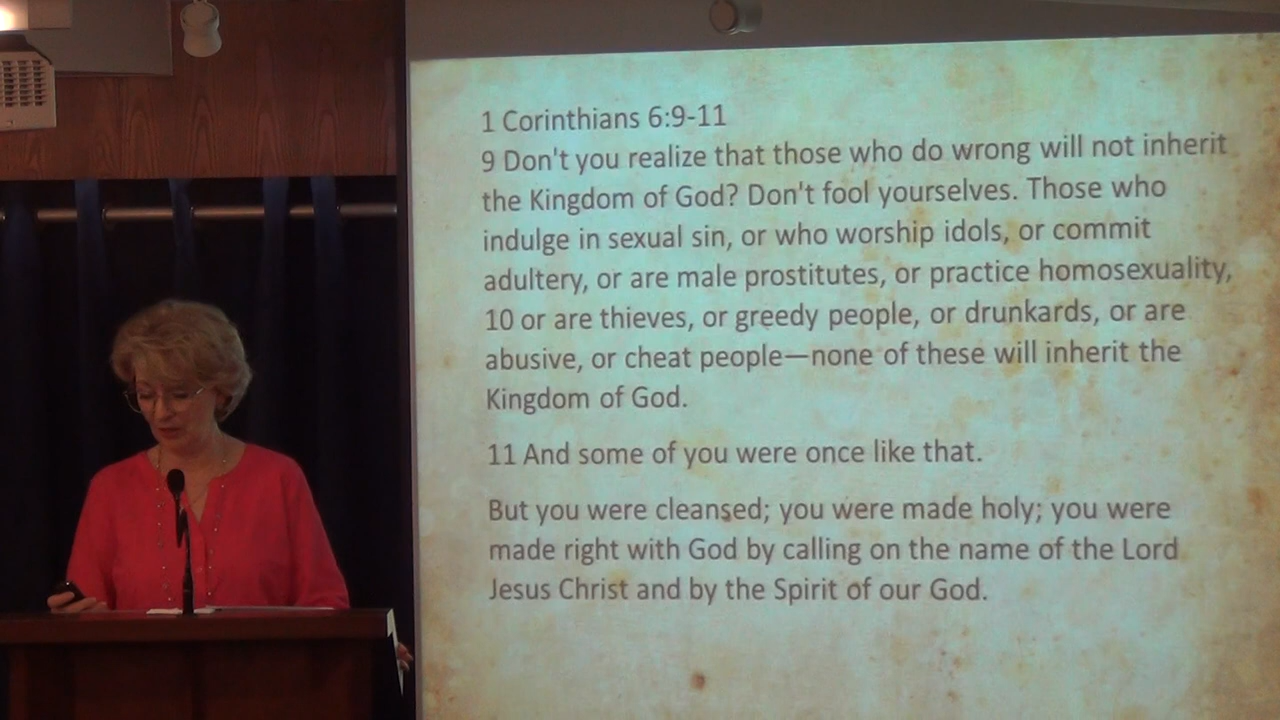 1 Corinthians 6:9-11
9 Don't you realize that those who do wrong will not inherit
the Kingdom of God? Don't fool yourselves. Those who
indulge in sexual sin, or who worship idols, or commit
adultery, or are male prostitutes, or practice homosexuality,
10 or are thieves, or greedy people, or drunkards, or are
abusive, or cheat people—none of these will inherit the
Kingdom of God.
11 And some of you were once like that.
But you were cleansed; you were made holy; you were
made right with God by calling on the name of the Lord
Jesus Christ and by the Spirit of our God.